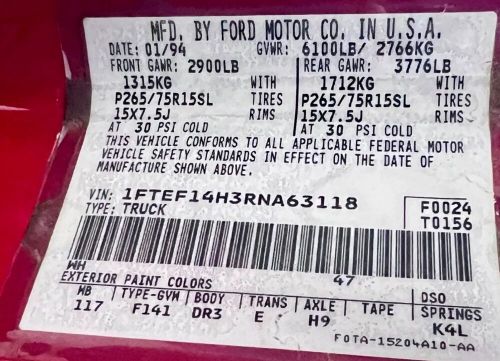 MFD. BY FORD MOTOR CO. IN U.S.A.
DATE: 01/94 GVWR: 6100LB/ 2766KG
FRONT GAWR: 2900LB REAR GAWR: 3776LB
1315KG WITH 1712KG WITH
P265/75R15SL TIRES P265/75R15SL TIRES
15X7.5J RIMS 15X7.5J RIMS
AT 30 PSI COLD AT 30 PSI COLD
THIS VEHICLE CONFORMS TO ALL APPLICABLE FEDERAL MOTOR
VEHICLE SAFETY STANDARDS IN EFFECT ON THE DATE OF
MANUFACTURE SHOWN ABOVE.
VIN: 1FTEF14H3RNA63118 F0024
TYPE: TRUCK T0156
WH 47
EXTERIOR PAINT COLORS DSO
WB TYPE-GVM BODY TRANS AXLE TAPE SPRINGS
117 F141 DR3 E H9 K4L
F0TA-15204A10-AA